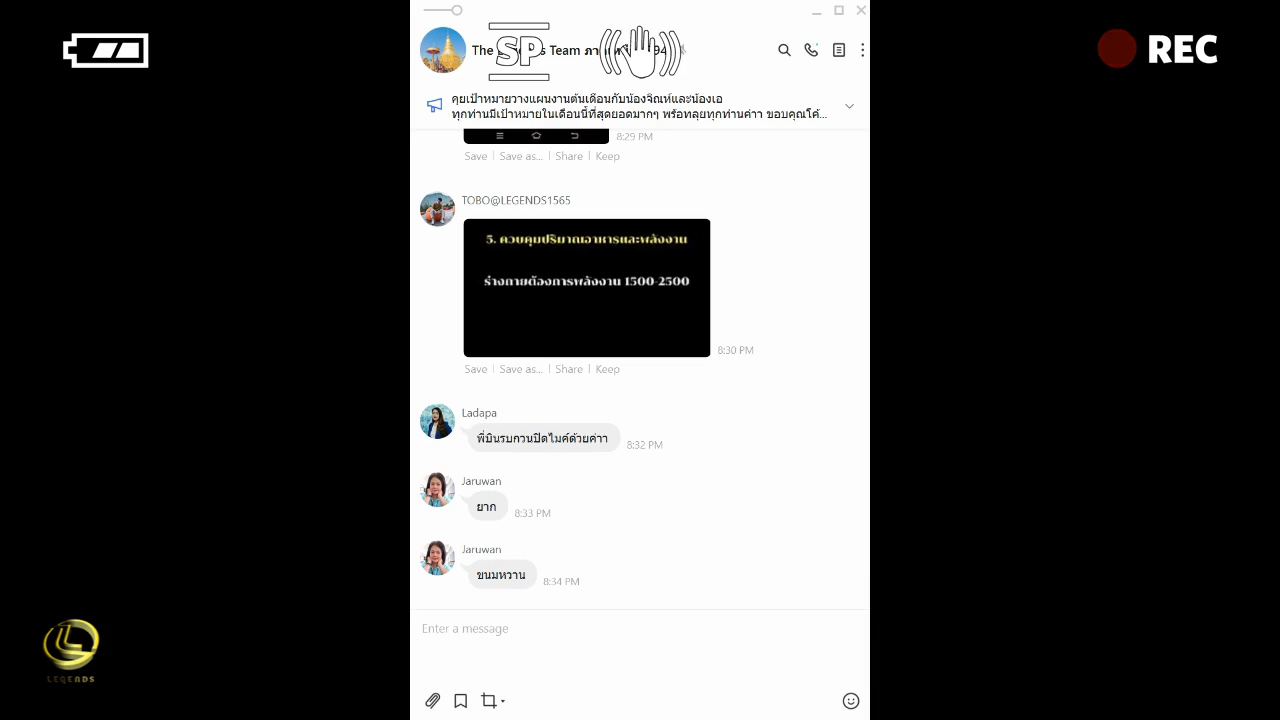 REC
SP
The
s Team
94
คุยเป้าหมายวางแผนงานต้นเดือนกับน้องจิณห์และน้องเอ
ทุกท่านมีเป้าหมายในเดือนนี้ที่สุดยอดมากๆ พร้อทลุยทุกท่านค่าา ขอบคุณโค้...
8:29 PM
Save Save as... Share Keep
TOBO@LEGENDS1565
5. ควบคุมปริมาณอาหารและพลังงาน
ร่างกายต้องการพลังงาน 1500-2500
8:30 PM
Save Save as... Share Keep
Ladapa
พี่บินรบกวนปิดไมค์ด้วยค่าา
8:32 PM
Jaruwan
ยาก
8:33 PM
Jaruwan
ขนมหวาน
8:34 PM
Enter a message
LEGENDS